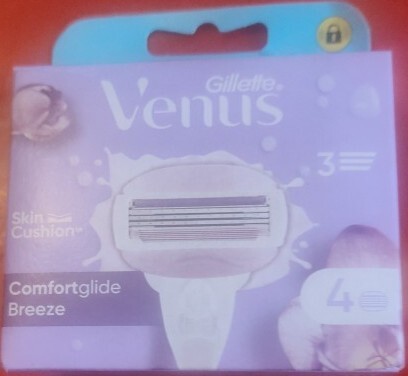 Gillette®
Venus
3
Skin
Cushion
Comfortglide
Breeze
4